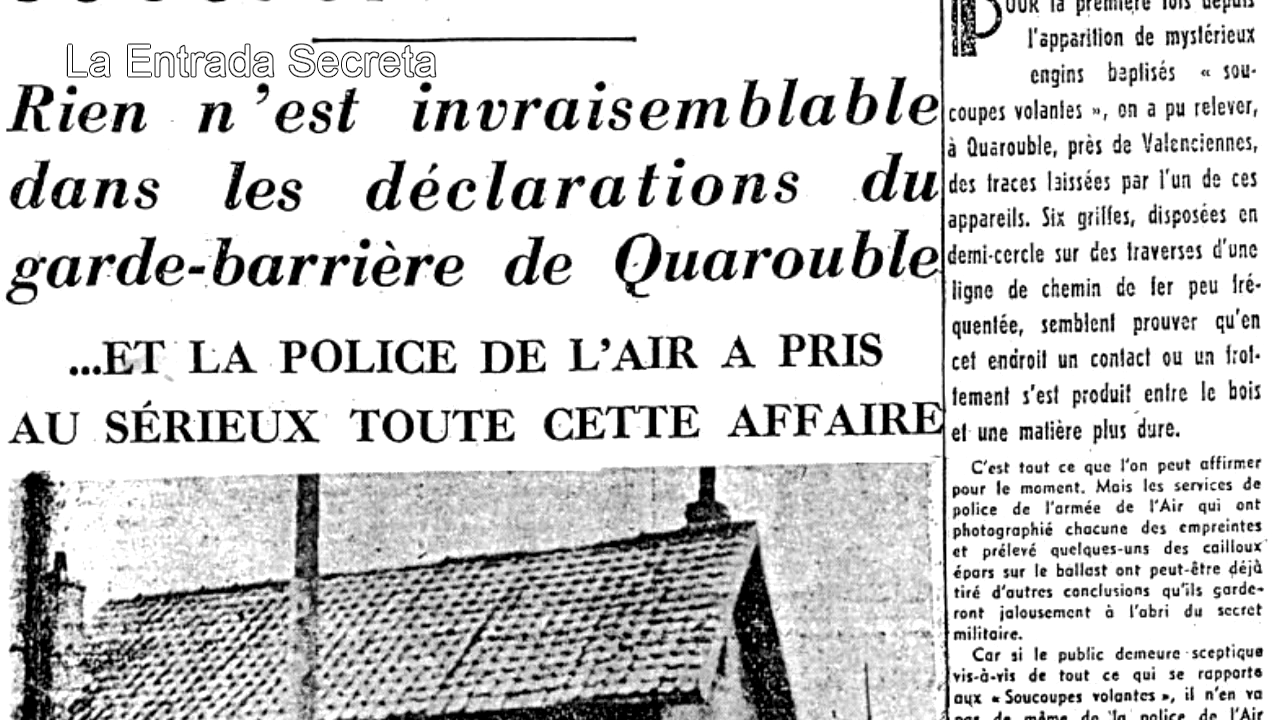 La Entrada Secreta
Rien n'est invraisemblable
dans les déclarations du
garde-barrière de Quarouble
...ET LA POLICE DE L'AIR A PRIS
AU SÉRIEUX TOUTE CETTE AFFAIRE
POUR la première fois depuis
l'apparition de mystérieux
engins baptisés « sou-
coupes volantes », on a pu relever,
à Quarouble, près de Valenciennes,
des traces laissées par l'un de ces
appareils. Six griffes, disposées en
demi-cercle sur des traverses d'une
ligne de chemin de fer peu fré-
quentée, semblent prouver qu'en
cet endroit un contact ou un frot-
tement s'est produit entre le bois
et une matière plus dure.
C'est tout ce que l'on peut affirmer
pour le moment. Mais les services de
police de l'armée de l'Air qui ont
photographié chacune des empreintes
et prélevé quelques-uns des cailloux
épars sur le ballast ont peut-être déjà
tiré d'autres conclusions qu'ils garde-
ront jalousement à l'abri du secret
militaire.
Car si le public demeure sceptique
vis-à-vis de tout ce qui se rapporte
aux « Soucoupes volantes », il n'en va
pas de même de la police de l'Air